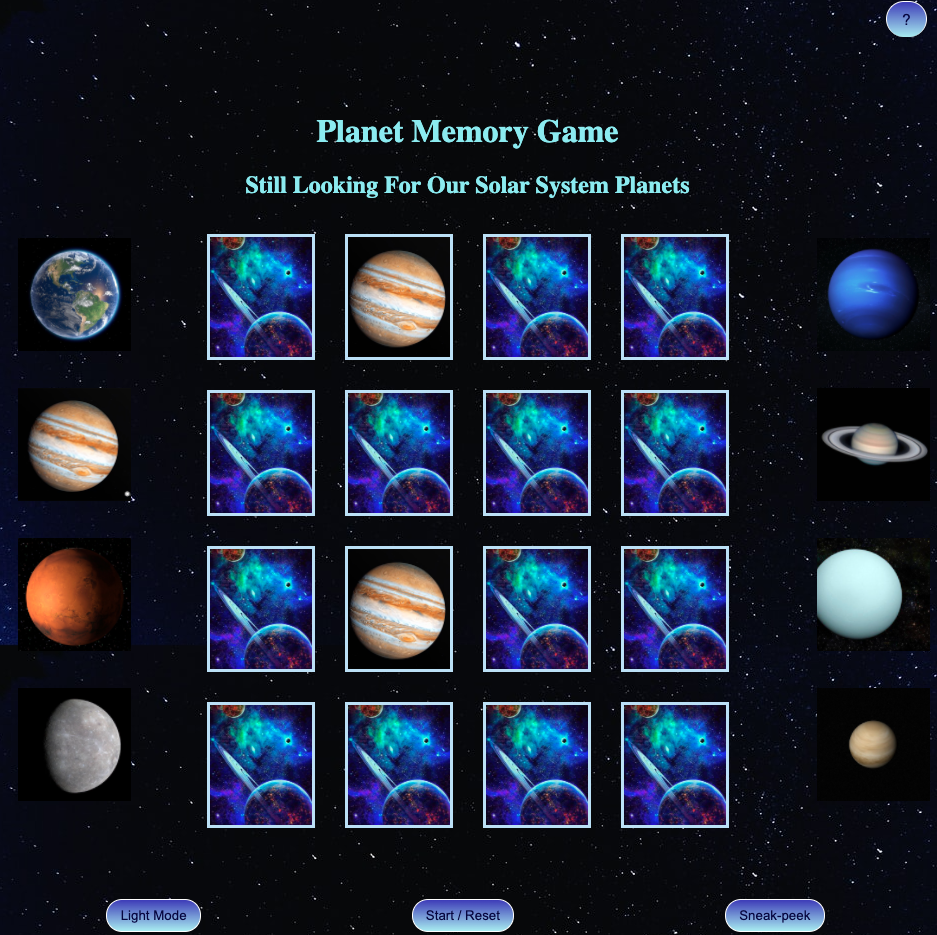 ?
Planet Memory Game
Still Looking For Our Solar System Planets
Light Mode
Start / Reset
Sneak-peek